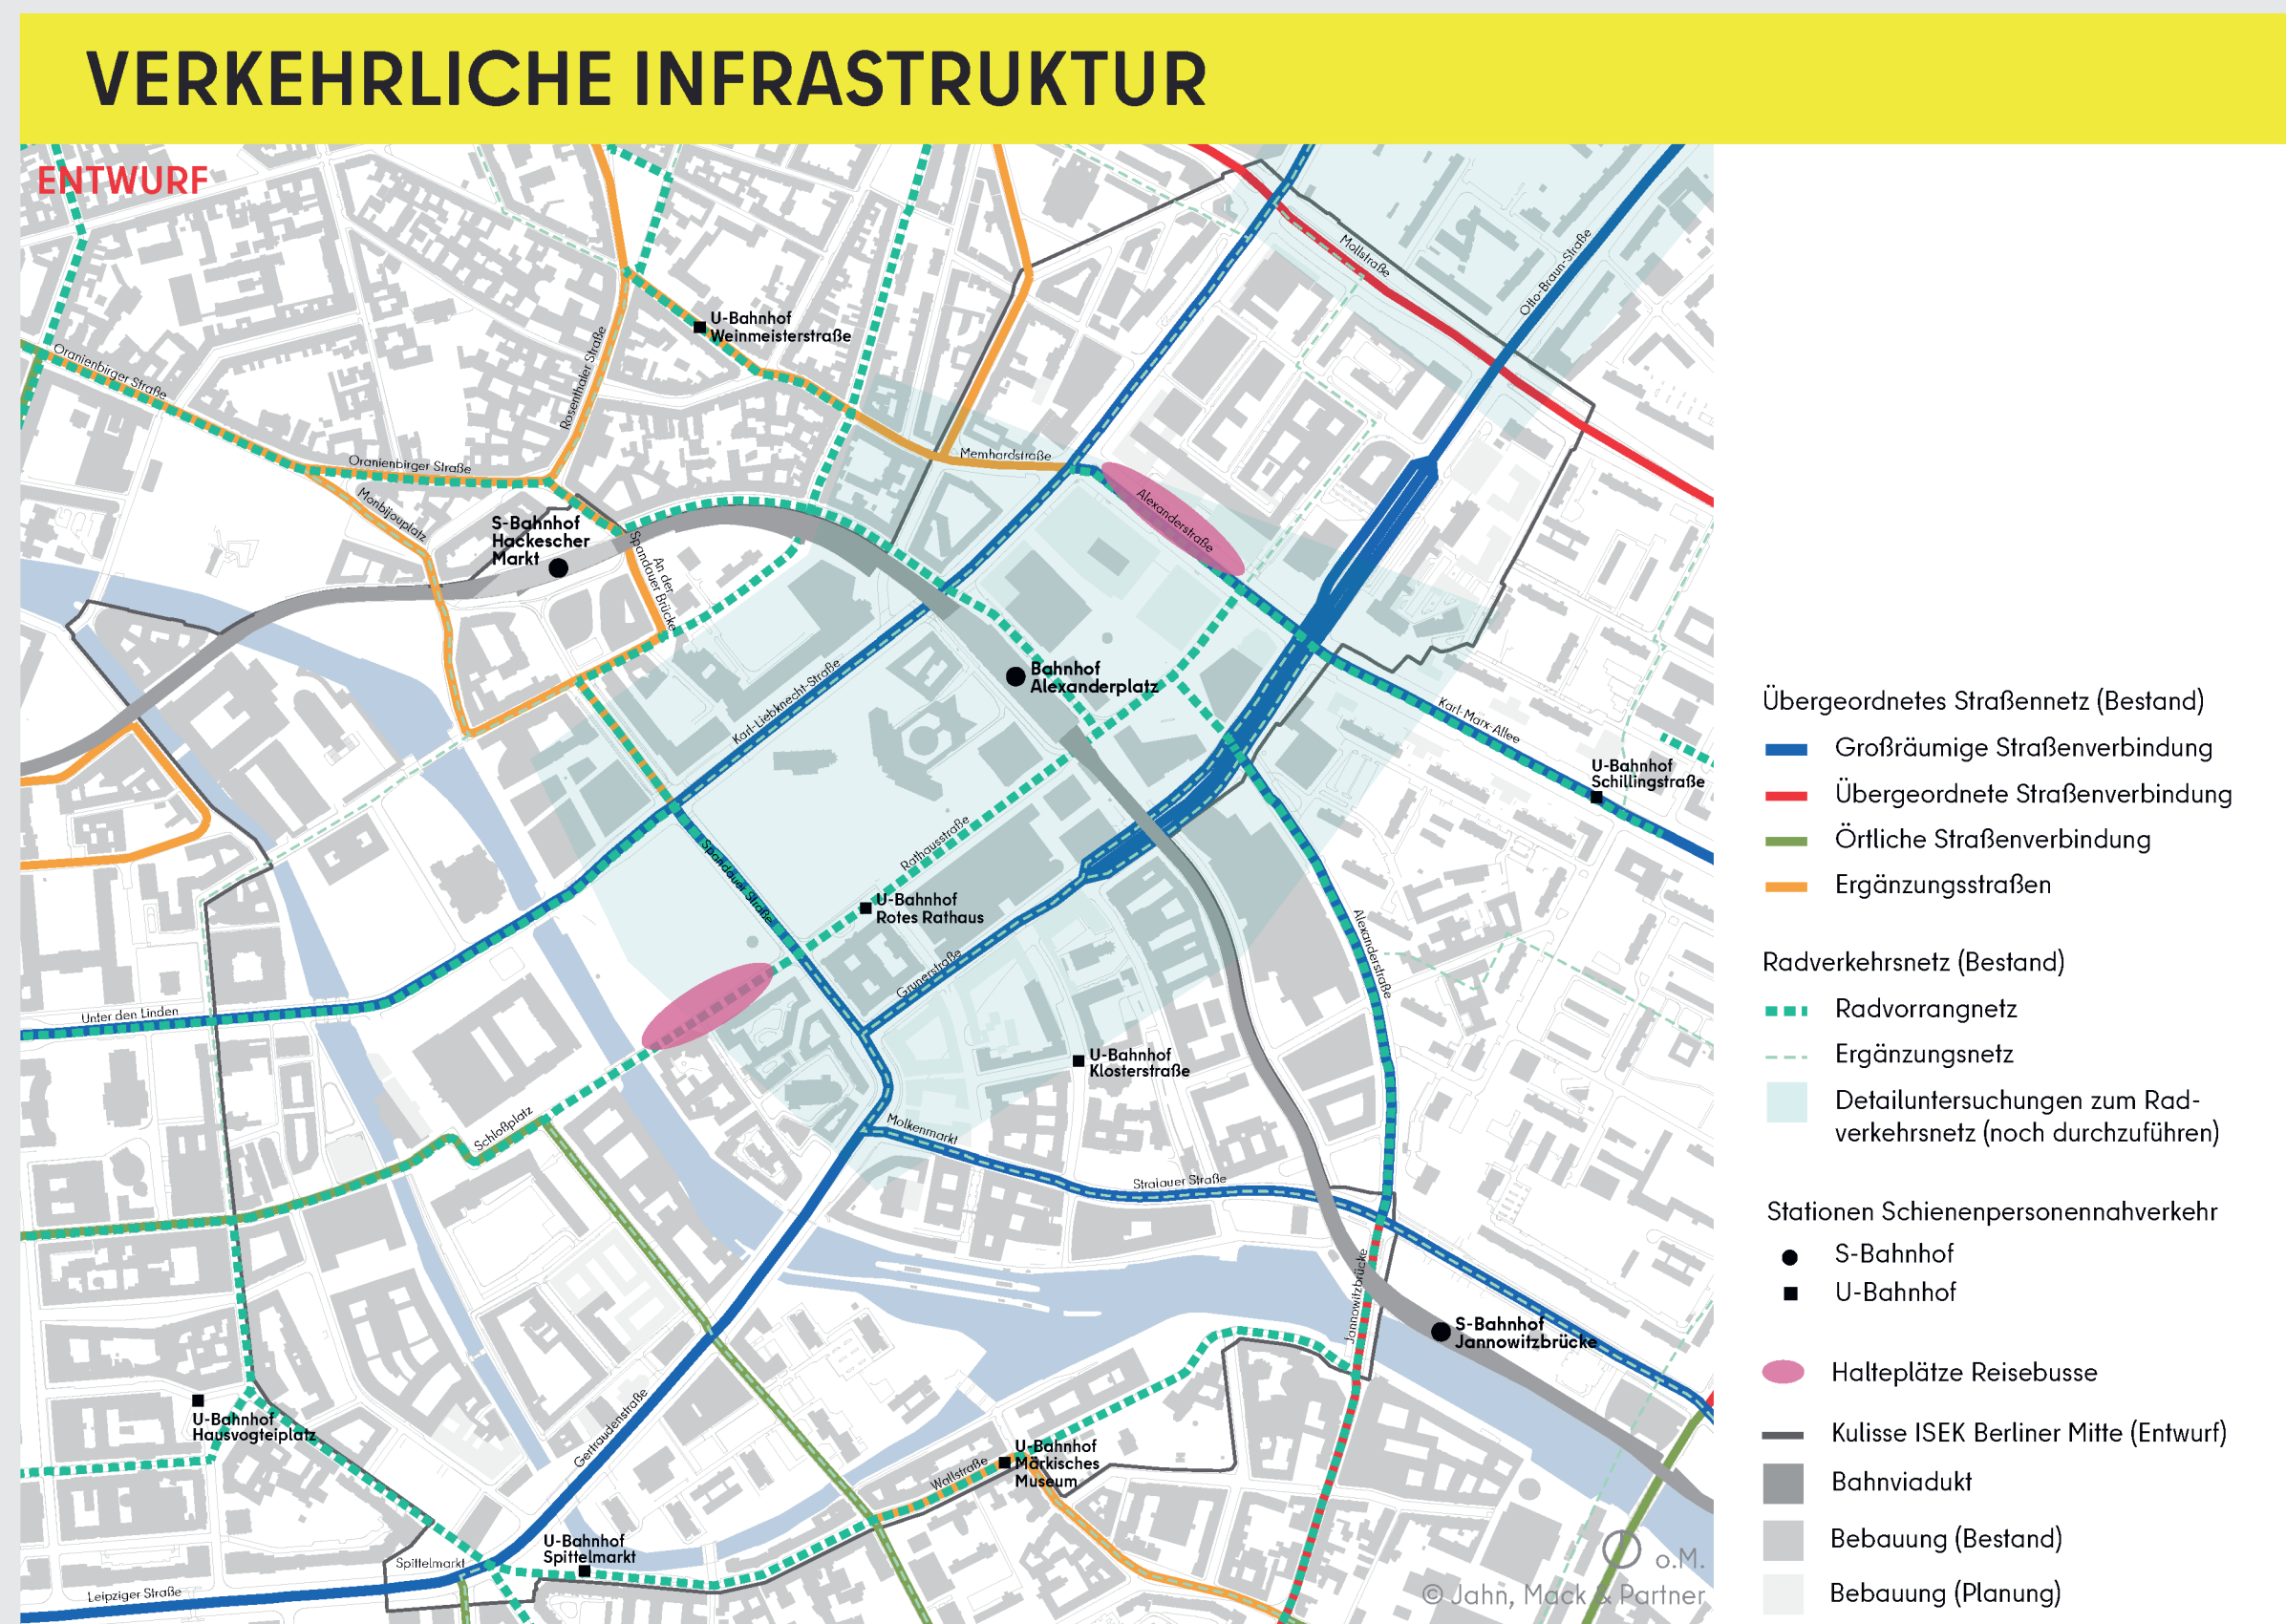 VERKEHRLICHE INFRASTRUKTUR
ENTWURF
Mollstraße
Otto-Braun-Straße
U-Bahnhof
Weinmeisterstraße
Rosenthaler Straße
Oranienbirger Straße
Oranienbirger Straße
Memhardstraße
Monbijouplatz
Alexanderstraße
S-Bahnhof
Hackescher
Markt
An der
Spandauer Brücke
Bahnhof
Alexanderplatz
Karl-Liebknecht-Straße
Karl-Marx-Allee
U-Bahnhof
Schillingstraße
Rathausstraße
Spandauer Straße
U-Bahnhof
Rotes Rathaus
Alexanderstraße
Grunerstraße
Unter den Linden
U-Bahnhof
Klosterstraße
Schloßplatz
Molkenmarkt
Stralauer Straße
Jannowitzbrücke
S-Bahnhof
Jannowitzbrücke
U-Bahnhof
Hausvogteiplatz
Gertraudenstraße
Wallstraße
U-Bahnhof
Märkisches
Museum
U-Bahnhof
Spittelmarkt
Spittelmarkt
Leipziger Straße
o.M.
© Jahn, Mack & Partner
Übergeordnetes Straßennetz (Bestand)
Großräumige Straßenverbindung
Übergeordnete Straßenverbindung
Örtliche Straßenverbindung
Ergänzungsstraßen
Radverkehrsnetz (Bestand)
Radvorrangnetz
Ergänzungsnetz
Detailuntersuchungen zum Rad-
verkehrsnetz (noch durchzuführen)
Stationen Schienenpersonennahverkehr
S-Bahnhof
U-Bahnhof
Halteplätze Reisebusse
Kulisse ISEK Berliner Mitte (Entwurf)
Bahnviadukt
Bebauung (Bestand)
Bebauung (Planung)